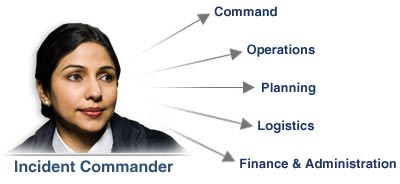 Command
Operations
Planning
Logistics
Finance & Administration
Incident Commander